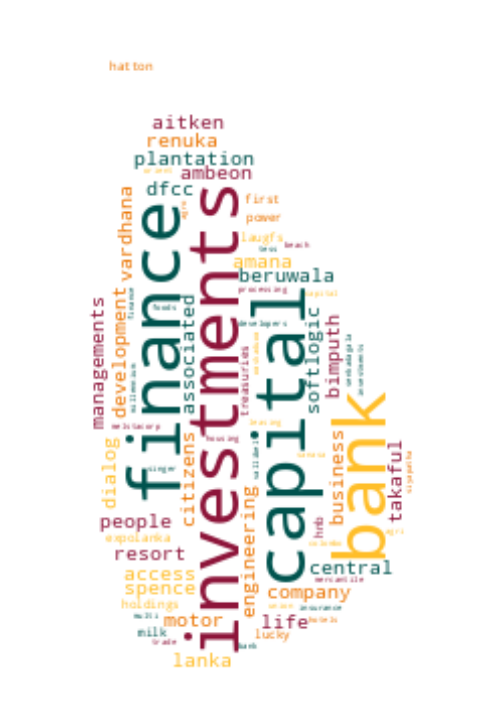 hatton
aitken
renuka
plantation
ambeon
dfcc
first
power
vardhana
finance
investments
laugfs
beach
amana
beruwala
processing
capital
capital
foods
developers
associated
softlogic
bimputh
development
managements
treasuries
bank
dialog
citizens
housing
singer
business
takaful
people
expolanka
resort
engineering
hnb
central
mercantile
access
spence
company
holdings
insurance
motor
life
hotels
milk
trade
lucky
bank
lanka